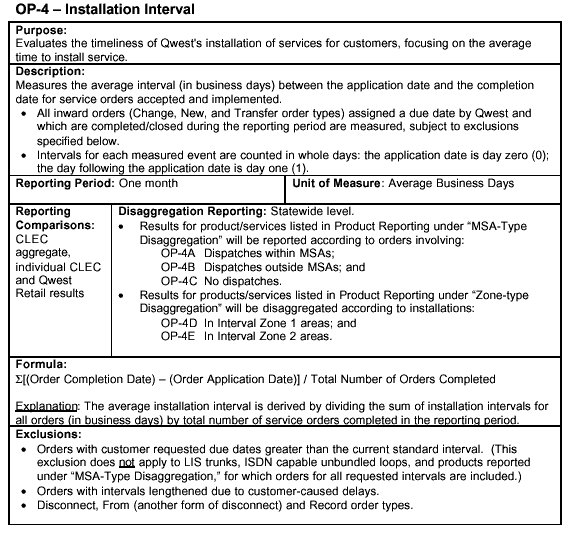 OP-4 – Installation Interval
Purpose:
Evaluates the timeliness of Qwest's installation of services for customers, focusing on the average
time to install service.
Description:
Measures the average interval (in business days) between the application date and the completion
date for service orders accepted and implemented.
• All inward orders (Change, New, and Transfer order types) assigned a due date by Qwest and
which are completed/closed during the reporting period are measured, subject to exclusions
specified below.
• Intervals for each measured event are counted in whole days: the application date is day zero (0);
the day following the application date is day one (1).
Reporting Period: One month
Unit of Measure: Average Business Days
Reporting
Comparisons:
CLEC
aggregate,
individual CLEC
and Qwest
Retail results
Disaggregation Reporting: Statewide level.
• Results for product/services listed in Product Reporting under “MSA-Type
Disaggregation” will be reported according to orders involving:
OP-4A Dispatches within MSAs;
OP-4B Dispatches outside MSAs; and
OP-4C No dispatches.
• Results for products/services listed in Product Reporting under “Zone-type
Disaggregation” will be disaggregated according to installations:
OP-4D In Interval Zone 1 areas; and
OP-4E In Interval Zone 2 areas.
Formula:
Σ[(Order Completion Date) – (Order Application Date)] / Total Number of Orders Completed
Explanation: The average installation interval is derived by dividing the sum of installation intervals for
all orders (in business days) by total number of service orders completed in the reporting period.
Exclusions:
• Orders with customer requested due dates greater than the current standard interval. (This
exclusion does not apply to LIS trunks, ISDN capable unbundled loops, and products reported
under “MSA-Type Disaggregation,” for which orders for all requested intervals are included.)
• Orders with intervals lengthened due to customer-caused delays.
• Disconnect, From (another form of disconnect) and Record order types.